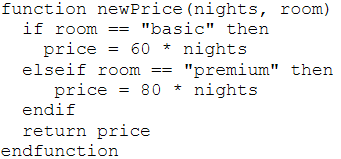 function newPrice(nights, room)
  if room == "basic" then
    price = 60 * nights
  elseif room == "premium" then
     price = 80 * nights
  endif
  return price
endfunction